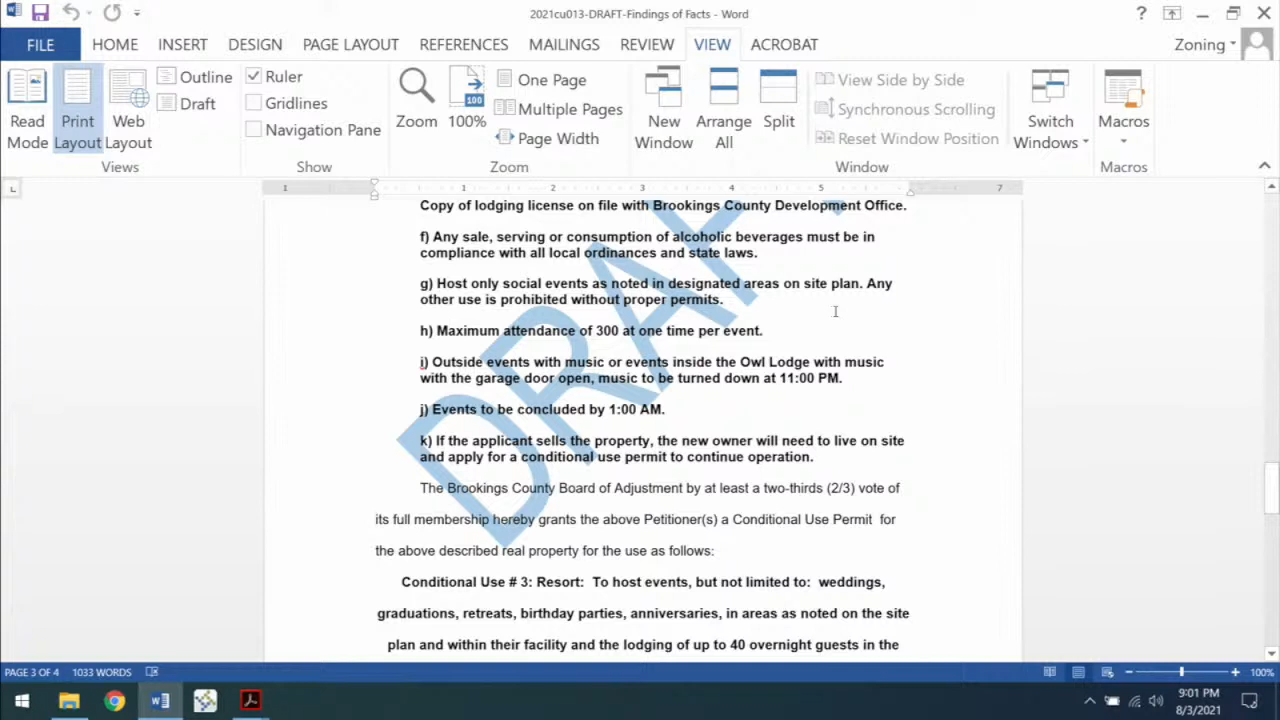 2021cu013-DRAFT-Findings of Facts - Word
FILE HOME INSERT DESIGN PAGE LAYOUT REFERENCES MAILINGS REVIEW VIEW ACROBAT Zoning
Read Mode
Print Layout
Web Layout
Outline
Draft
Views
Ruler
Gridlines
Navigation Pane
Show
Zoom
100
100%
One Page
Multiple Pages
Page Width
Zoom
New Window
Arrange All
Split
View Side by Side
Synchronous Scrolling
Reset Window Position
Window
Switch Windows
Macros
Macros
1 1 2 3 4 5 7
Copy of lodging license on file with Brookings County Development Office.
f) Any sale, serving or consumption of alcoholic beverages must be in
compliance with all local ordinances and state laws.
g) Host only social events as noted in designated areas on site plan. Any
other use is prohibited without proper permits.
h) Maximum attendance of 300 at one time per event.
i) Outside events with music or events inside the Owl Lodge with music
with the garage door open, music to be turned down at 11:00 PM.
j) Events to be concluded by 1:00 AM.
k) If the applicant sells the property, the new owner will need to live on site
and apply for a conditional use permit to continue operation.
The Brookings County Board of Adjustment by at least a two-thirds (2/3) vote of
its full membership hereby grants the above Petitioner(s) a Conditional Use Permit for
the above described real property for the use as follows:
Conditional Use # 3: Resort: To host events, but not limited to: weddings,
graduations, retreats, birthday parties, anniversaries, in areas as noted on the site
plan and within their facility and the lodging of up to 40 overnight guests in the
DRAFT
PAGE 3 OF 4 1033 WORDS 100%
9:01 PM
8/3/2021